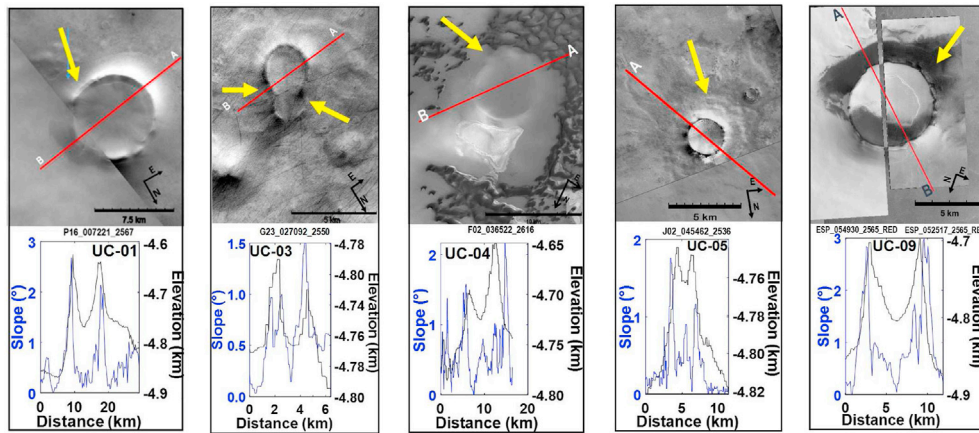 A
B
E
N
7.5 km
P16_007221_2567
UC-01
3
2
1
0
-4.6
-4.7
-4.8
-4.9
0 10 20
Slope (°)
Elevation (km)
Distance (km)
A
B
E
N
5 km
G23_027092_2550
UC-03
1.5
1.0
0.5
0.0
-4.78
-4.80
-4.774
-4.76
-4.78
-4.80
0 2 4 6
Slope (°)
Elevation (km)
Distance (km)
A
B
E
N
F02_036522_2616
UC-04
4
2
1
0
-4.65
-4.70
-4.75
-4.80
0 10 20
Slope (°)
Elevation (km)
Distance (km)
A
E
N
5 km
J02_045462_2536
UC-05
2
1
0
-4.76
-4.78
-4.80
-4.82
0 5 10
Slope (°)
Elevation (km)
Distance (km)
A
B
N
E
5 km
ESP_054930_2565_RED ESP_052517_2565_RE
UC-09
3
2
1
0
-4.7
-4.8
-4.9
0 5 10
Slope (°)
Elevation (km)
Distance (km)